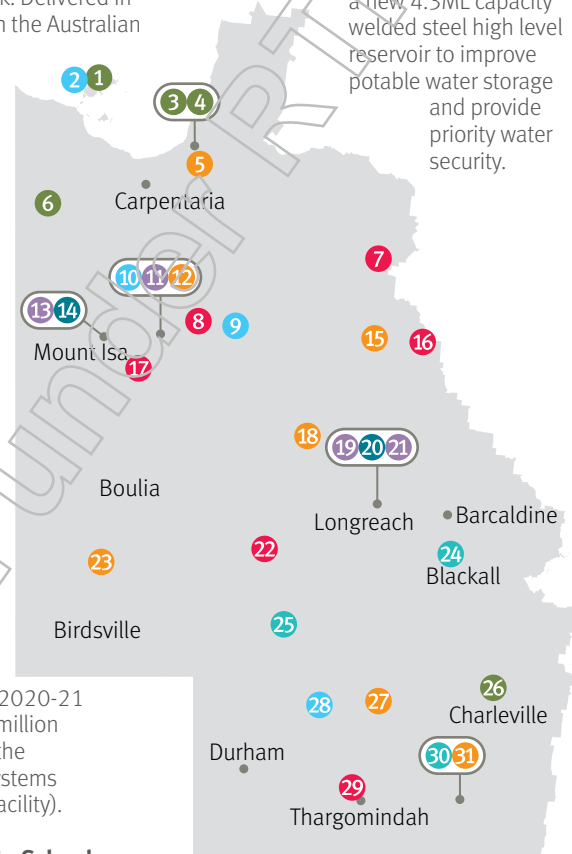 k. Delivered in
n the Australian
a new 4.3ML capacity
welded steel high level
reservoir to improve
potable water storage
and provide
priority water
security.
2 1
3 4
5
Carpentaria
6
7
10 11 12
13 14
8 9
Mount Isa
17
15 16
18
19 20 21
Boulia
Longreach
Barcaldine
22
23
24
Blackall
25
Birdsville
26
2020-21
million
the
stems
acility).
28 27
Charleville
Durham
30 31
29
Thargomindah
under RT